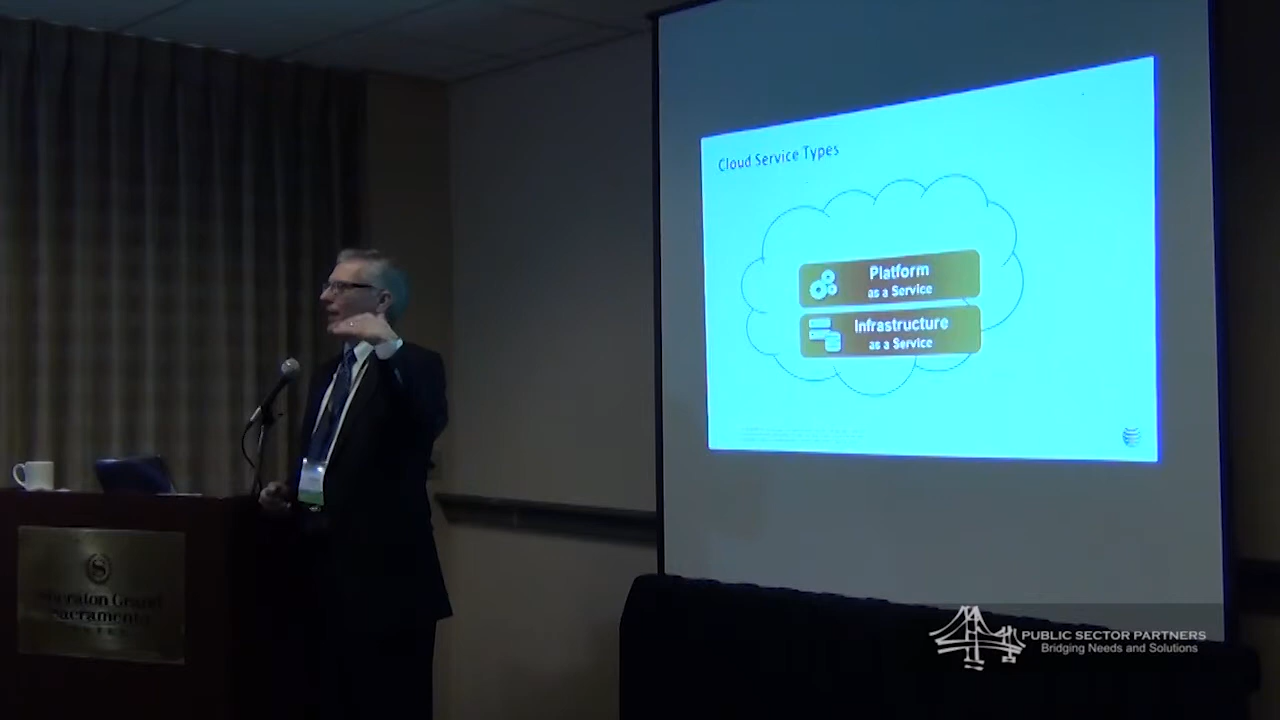 Cloud Service Types
Platform
as a Service
Infrastructure
as a Service
Sheraton Grand
Sacramento
HOTEL
PUBLIC SECTOR PARTNERS
Bridging Needs and Solutions